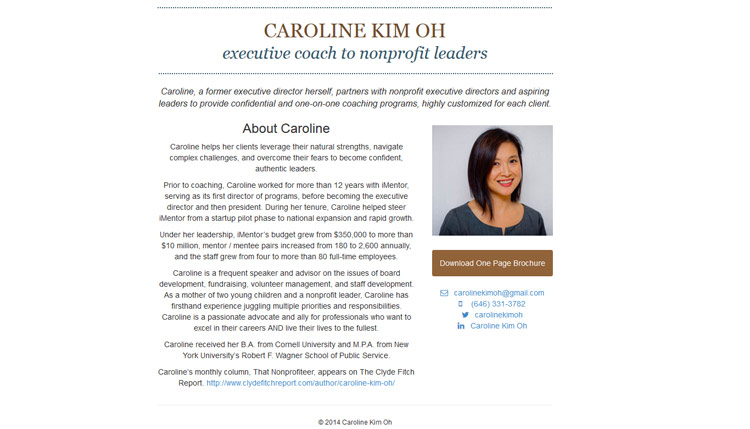 CAROLINE KIM OH
executive coach to nonprofit leaders
Caroline, a former executive director herself, partners with nonprofit executive directors and aspiring
leaders to provide confidential and one-on-one coaching programs, highly customized for each client.
About Caroline
Caroline helps her clients leverage their natural strengths, navigate
complex challenges, and overcome their fears to become confident,
authentic leaders.
Prior to coaching, Caroline worked for more than 12 years with iMentor,
serving as its first director of programs, before becoming the executive
director and then president. During her tenure, Caroline helped steer
iMentor from a startup pilot phase to national expansion and rapid growth.
Under her leadership, iMentor's budget grew from $350,000 to more than
$10 million, mentor / mentee pairs increased from 180 to 2,600 annually,
and the staff grew from four to more than 80 full-time employees.
Caroline is a frequent speaker and advisor on the issues of board
development, fundraising, volunteer management, and staff development.
As a mother of two young children and a nonprofit leader, Caroline has
firsthand experience juggling multiple priorities and responsibilities.
Caroline is a passionate advocate and ally for professionals who want to
excel in their careers AND live their lives to the fullest.
Caroline received her B.A. from Cornell University and M.P.A. from New
York University's Robert F. Wagner School of Public Service.
Caroline's monthly column, That Nonprofiteer, appears on The Clyde Fitch
Report. http://www.clydefitchreport.com/author/caroline-kim-oh/
Download One Page Brochure
carolinekimoh@gmail.com
(646) 331-3782
carolinekimoh
Caroline Kim Oh
© 2014 Caroline Kim Oh